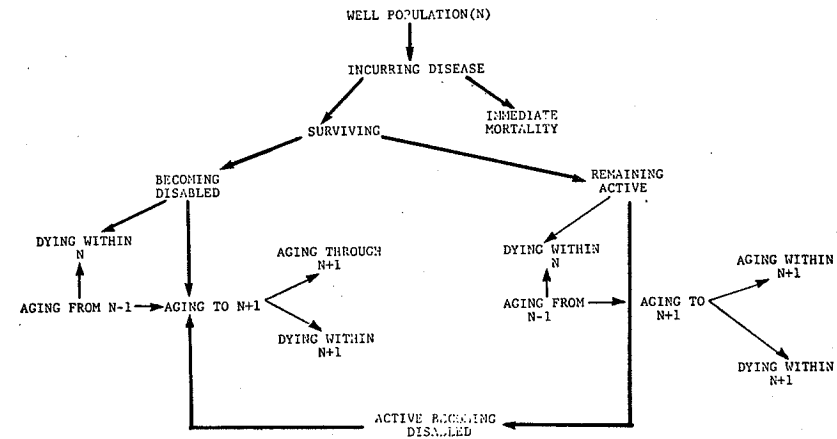 WELL POPULATION(N)
INCURRING DISEASE
IMMEDIATE
MORTALITY
SURVIVING
BECOMING
DISABLED
REMAINING
ACTIVE
DYING WITHIN
N
AGING THROUGH
N+1
DYING WITHIN
N
AGING WITHIN
N+1
AGING FROM N-1
AGING TO N+1
AGING FROM
N-1
AGING TO
N+1
DYING WITHIN
N+1
DYING WITHIN
N+1
ACTIVE BECOMING
DISABLED